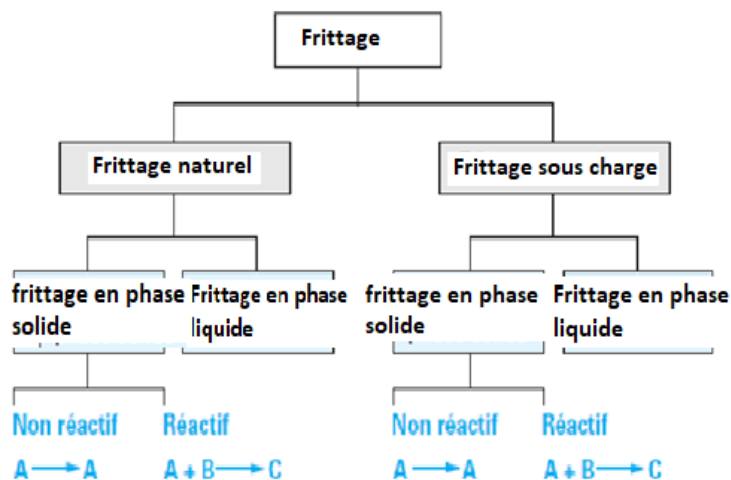 Frittage
Frittage naturel
Frittage sous charge
frittage en phase
solide
Frittage en phase
liquide
frittage en phase
solide
Frittage en phase
liquide
Non réactif
Réactif
Non réactif
Réactif
A → A
A + B → C
A → A
A + B → C